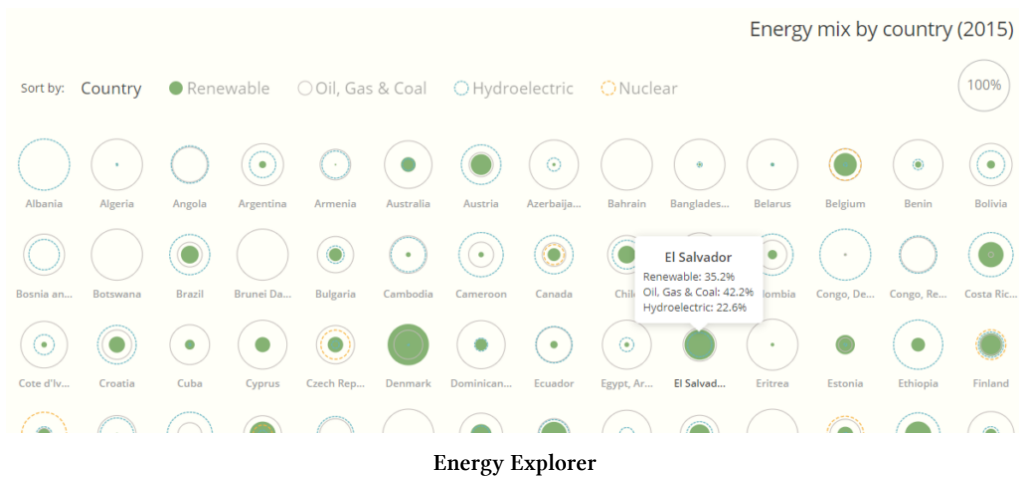 Energy mix by country (2015)
Sort by: Country Renewable Oil, Gas & Coal Hydroelectric Nuclear 100%
Albania Algeria Angola Argentina Armenia Australia Austria Azerbaija... Bahrain Banglades... Belarus Belgium Benin Bolivia
El Salvador
Renewable: 35.2%
Oil, Gas & Coal: 42.2%
Hydroelectric: 22.6%
Bosnia an... Botswana Brazil Brunei Da... Bulgaria Cambodia Cameroon Canada Congo, De... Congo, Re... Costa Ric...
Cote d'Iv... Croatia Cuba Cyprus Czech Rep... Denmark Dominican... Ecuador Egypt, Ar... El Salvad... Eritrea Estonia Ethiopia Finland
Energy Explorer